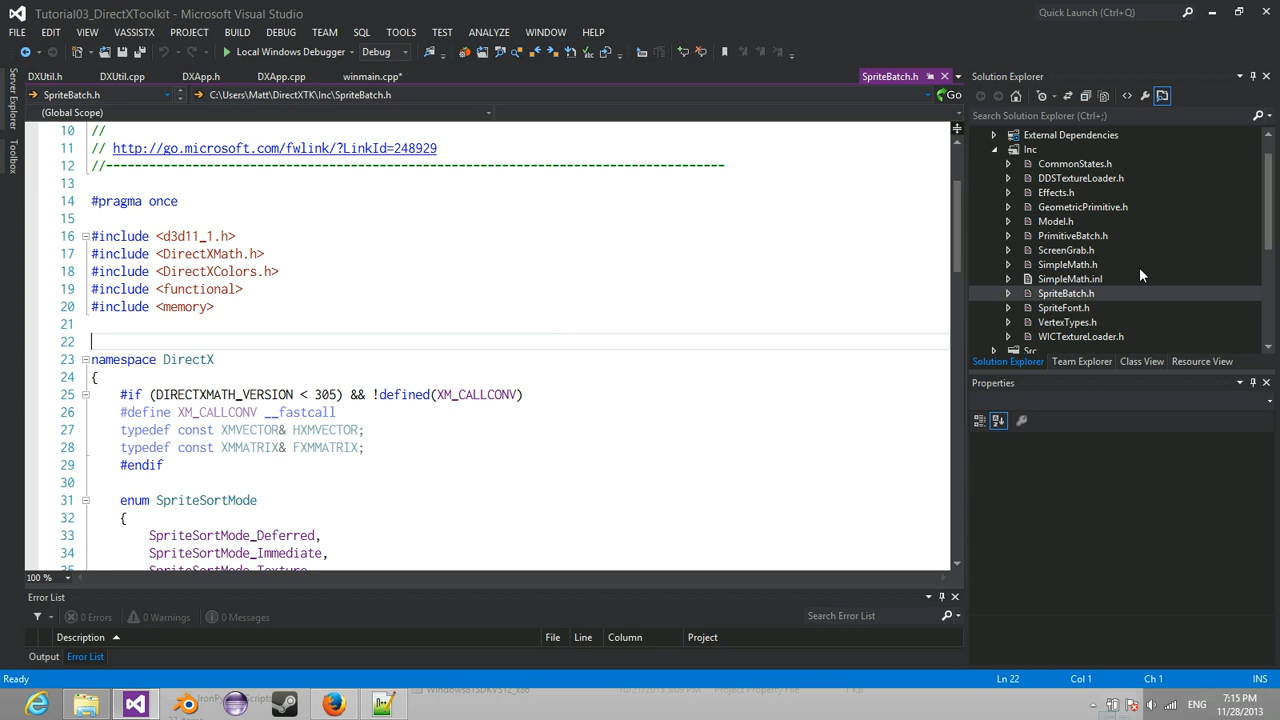 Tutorial03_DirectXToolkit - Microsoft Visual Studio
Quick Launch (Ctrl+Q)
FILE EDIT VIEW VASSISTX PROJECT BUILD DEBUG TEAM SQL TOOLS TEST ANALYZE WINDOW HELP
Local Windows Debugger Debug
DXUtil.h DXUtil.cpp DXApp.h DXApp.cpp winmain.cpp* SpriteBatch.h
SpriteBatch.h C:\Users\Matt\DirectXTK\Inc\SpriteBatch.h Go
(Global Scope)
Server Explorer
Toolbox
10 //
11 // http://go.microsoft.com/fwlink/?LinkId=248929
12 //--------------------------------------------------------------------------------------
13
14 #pragma once
15
16 #include <d3d11_1.h>
17 #include <DirectXMath.h>
18 #include <DirectXColors.h>
19 #include <functional>
20 #include <memory>
21
22
23 namespace DirectX
24 {
25 #if (DIRECTXMATH_VERSION < 305) && !defined(XM_CALLCONV)
26 #define XM_CALLCONV __fastcall
27 typedef const XMVECTOR& HXMVECTOR;
28 typedef const XMMATRIX& FXMMATRIX;
29 #endif
30
31 enum SpriteSortMode
32 {
33 SpriteSortMode_Deferred,
34 SpriteSortMode_Immediate,
35 SpriteSortMode_Texture
100 %
Solution Explorer
Search Solution Explorer (Ctrl+;)
External Dependencies
Inc
CommonStates.h
DDSTextureLoader.h
Effects.h
GeometricPrimitive.h
Model.h
PrimitiveBatch.h
ScreenGrab.h
SimpleMath.h
SimpleMath.inl
SpriteBatch.h
SpriteFont.h
VertexTypes.h
WICTextureLoader.h
Src
Solution Explorer Team Explorer Class View Resource View
Properties
Error List
0 Errors 0 Warnings 0 Messages Search Error List
Description File Line Column Project
Output Error List
Ready Ln 22 Col 1 Ch 1 INS
ENG 7:15 PM
11/28/2013